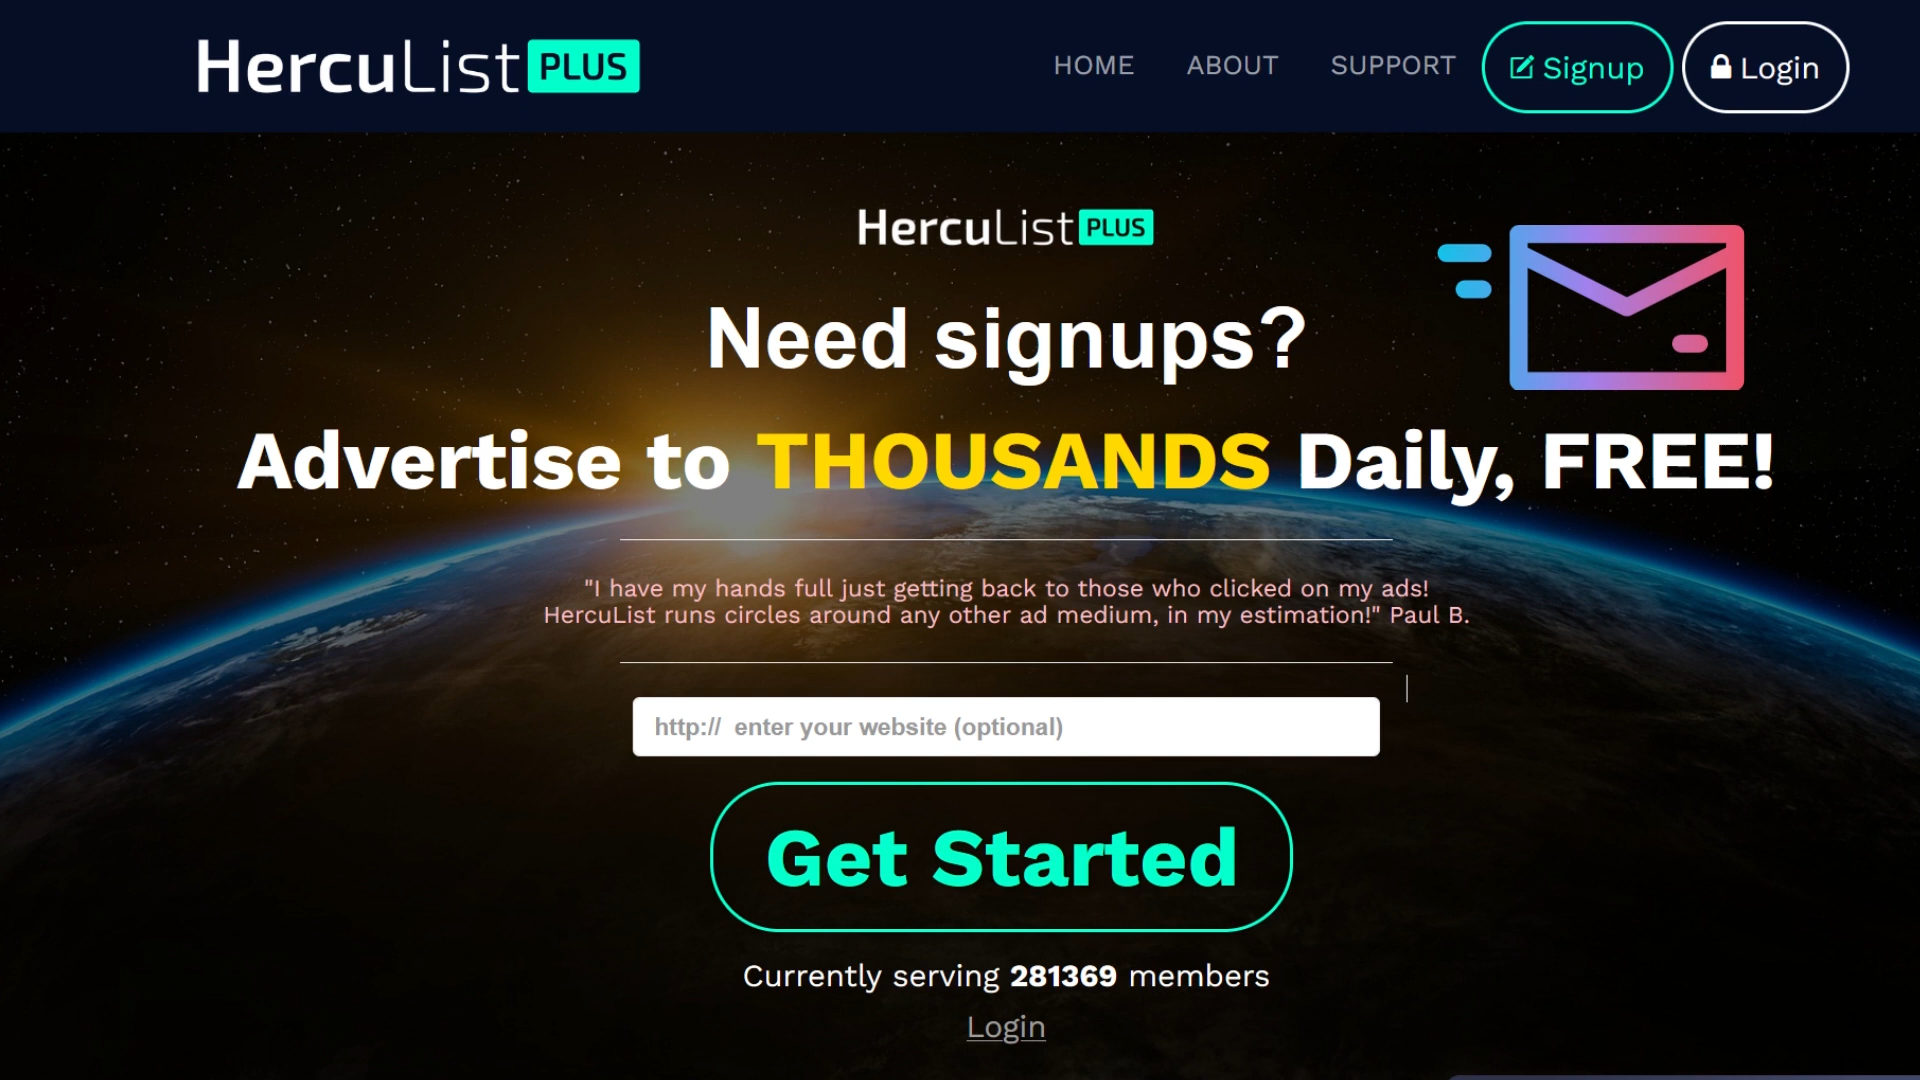 HercuList PLUS
HOME ABOUT SUPPORT Signup Login
HercuList PLUS
Need signups?
Advertise to THOUSANDS Daily, FREE!
"I have my hands full just getting back to those who clicked on my ads!
HercuList runs circles around any other ad medium, in my estimation!" Paul B.
http://  enter your website (optional)
Get Started
Currently serving 281369 members
Login